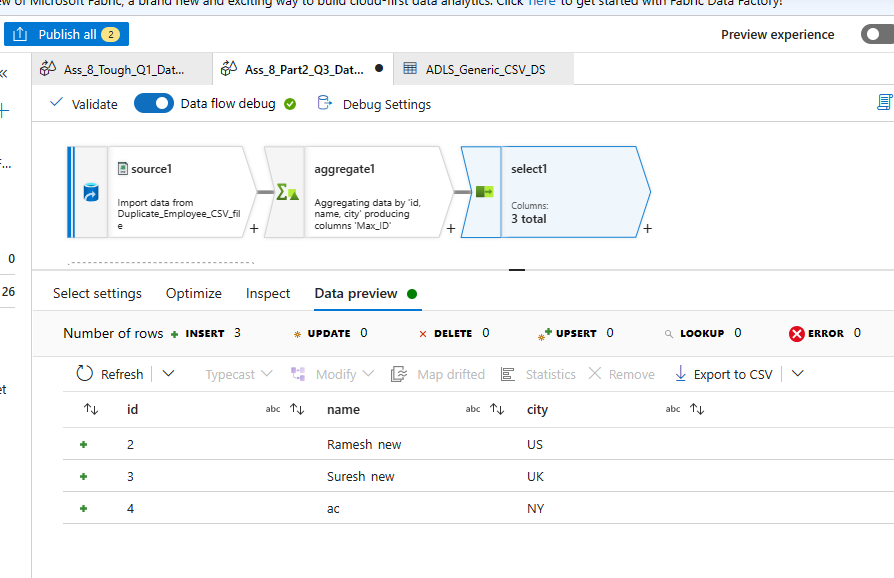 ew of Microsoft Fabric, a brand new and exciting way to build cloud-first data analytics. Click here to get started with Fabric Data Factory!
Publish all 2
Preview experience
«
Ass_8_Tough_Q1_Dat...
Ass_8_Part2_Q3_Dat... ●
ADLS_Generic_CSV_DS
Validate
Data flow debug
Debug Settings
F...
source1
Import data from
Duplicate_Employee_CSV_fil
e
+
aggregate1
Aggregating data by 'id,
name, city' producing
columns 'Max_ID'
+
select1
Columns:
3 total
+
0
26
et
Select settings
Optimize
Inspect
Data preview
Number of rows + INSERT 3 UPDATE 0 × DELETE 0 UPSERT 0 LOOKUP 0 ERROR 0
Refresh Typecast Modify Map drifted Statistics Remove Export to CSV
id abc name abc city abc
+ 2 Ramesh new US
+ 3 Suresh new UK
+ 4 ac NY